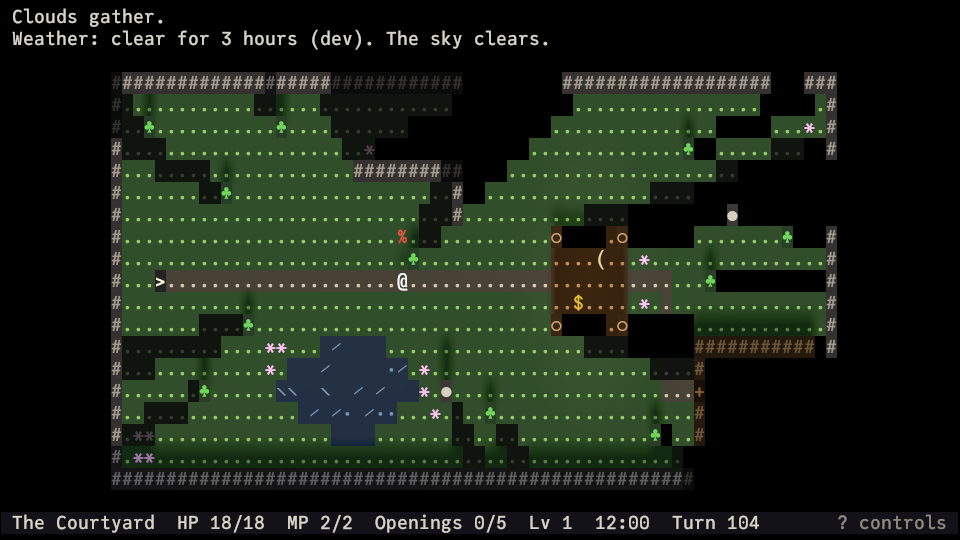 Clouds gather.
Weather: clear for 3 hours (dev). The sky clears.
The Courtyard HP 18/18 MP 2/2 Openings 0/5 Lv 1 12:00 Turn 104 ? controls